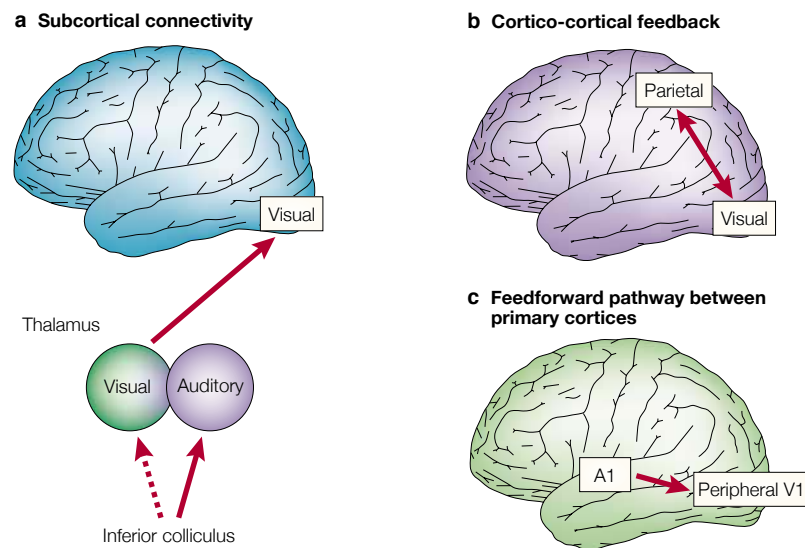 a Subcortical connectivity
Visual
Thalamus
Visual
Auditory
Inferior colliculus
b Cortico-cortical feedback
Parietal
Visual
c Feedforward pathway between
primary cortices
A1
Peripheral V1